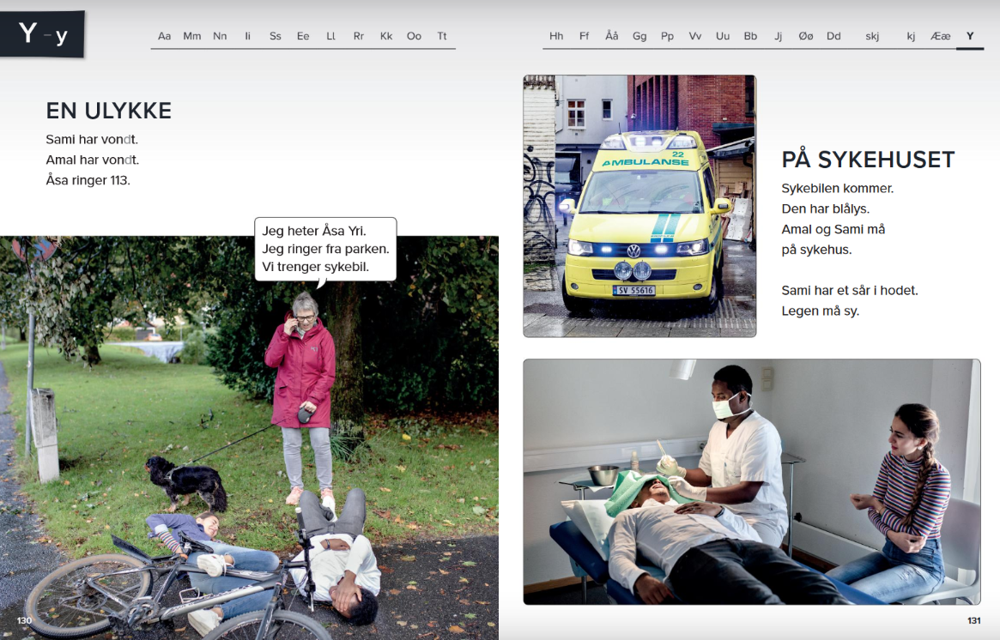 Y - y
Aa Mm Nn Ii Ss Ee Ll Rr Kk Oo Tt
EN ULYKKE
Sami har vondt.
Amal har vondt.
Åsa ringer 113.
Jeg heter Åsa Yri.
Jeg ringer fra parken.
Vi trenger sykebil.
130
Hh Ff Åå Gg Pp Vv Uu Bb Jj Øø Dd skj kj Ææ Y
22
AMBULANSE
SV 55616
PÅ SYKEHUSET
Sykebilen kommer.
Den har blålys.
Amal og Sami må
på sykehus.
Sami har et sår i hodet.
Legen må sy.
131